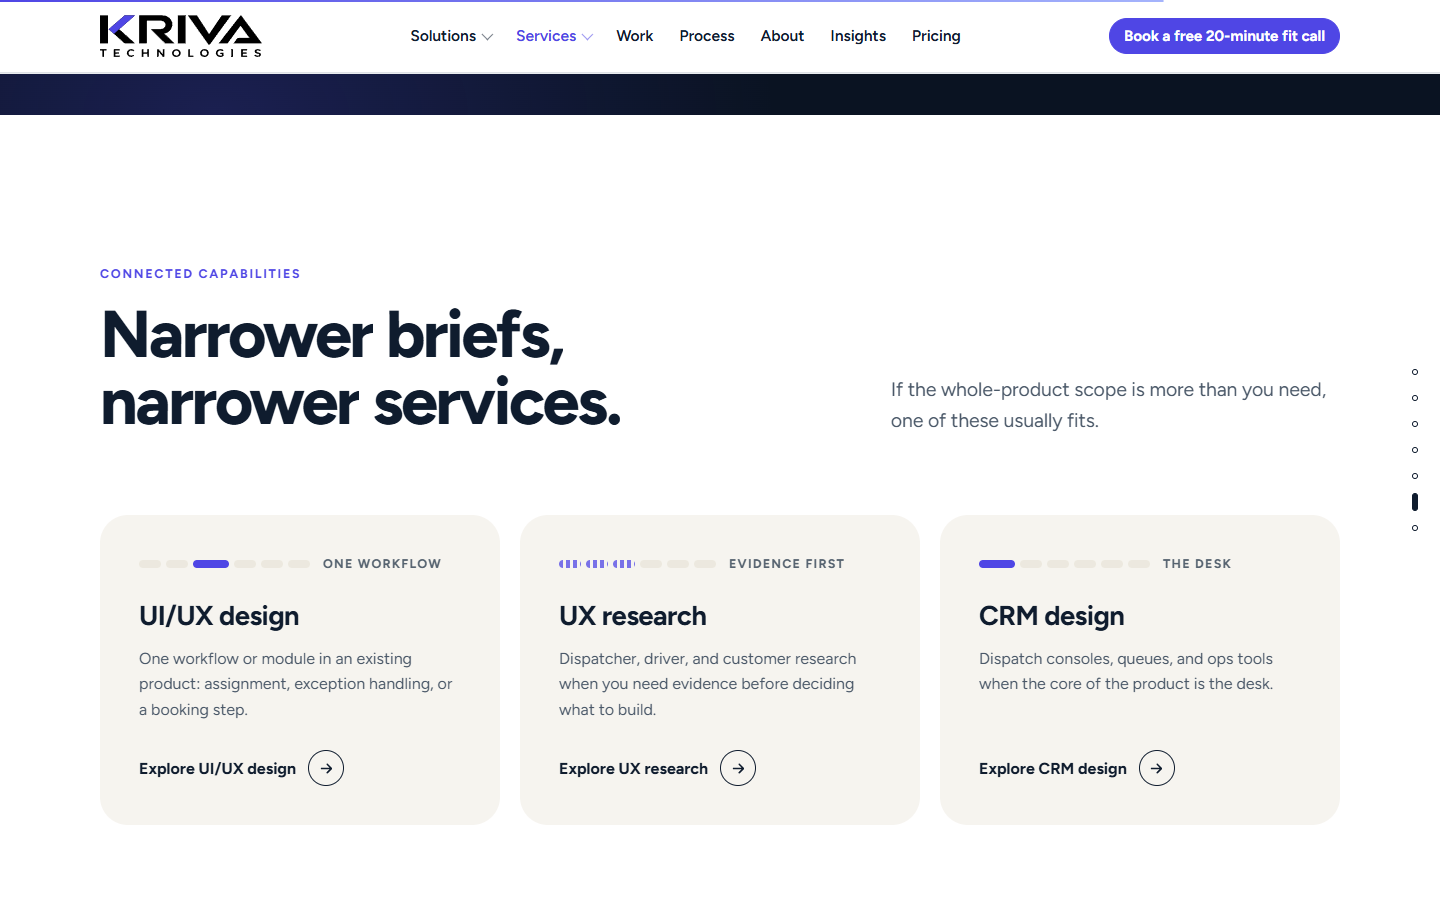 KRIVA
TECHNOLOGIES
Solutions
Services
Work
Process
About
Insights
Pricing
Book a free 20-minute fit call
CONNECTED CAPABILITIES
Narrower briefs,
narrower services.
If the whole-product scope is more than you need,
one of these usually fits.
ONE WORKFLOW
UI/UX design
One workflow or module in an existing
product: assignment, exception handling, or
a booking step.
Explore UI/UX design
EVIDENCE FIRST
UX research
Dispatcher, driver, and customer research
when you need evidence before deciding
what to build.
Explore UX research
THE DESK
CRM design
Dispatch consoles, queues, and ops tools
when the core of the product is the desk.
Explore CRM design